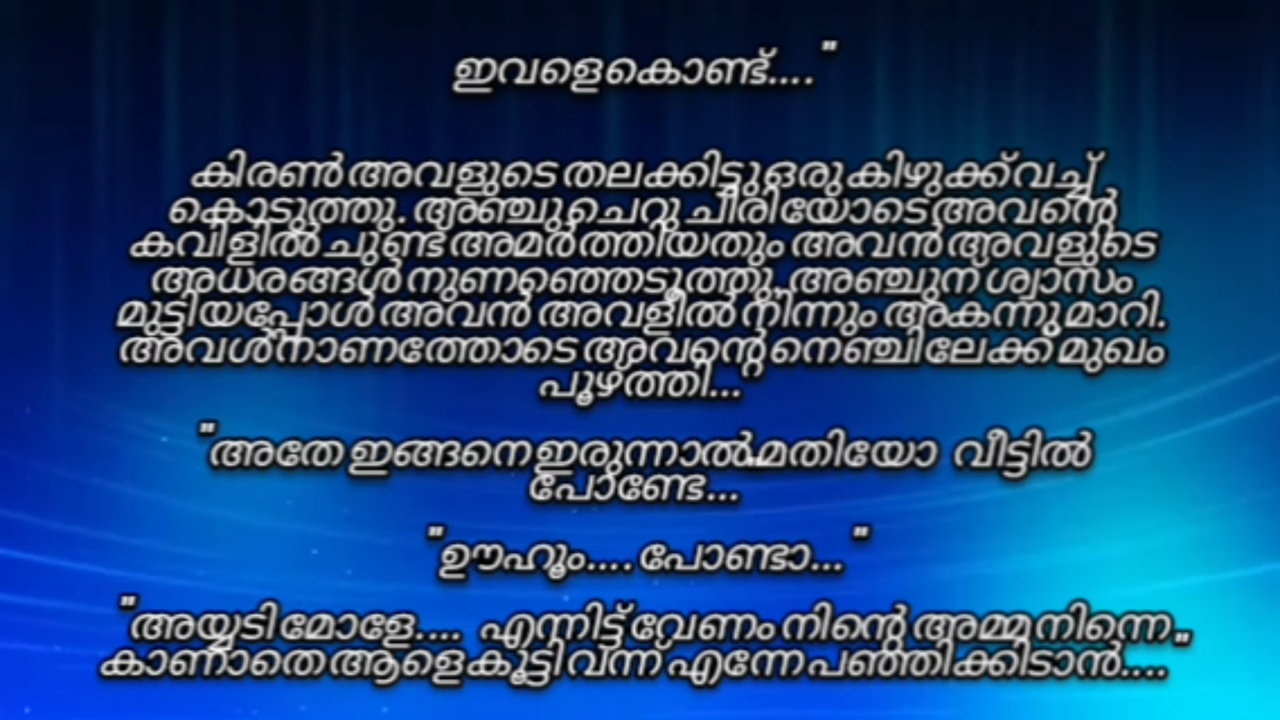 ഇവളെകൊണ്ട്...."
കിരൺ അവളുടെ തലക്കിട്ടു ഒരു കിഴുക്ക് വച്ച്
കൊടുത്തു. അഞ്ചു ചെറു ചിരിയോടെ അവന്റെ
കവിളിൽ ചുണ്ട് അമർത്തിയതും അവൻ അവളുടെ
അധരങ്ങൾ നുണഞ്ഞെടുത്തു. അഞ്ചുന് ശ്വാസം
മുട്ടിയപ്പോൾ അവൻ അവളീൽ നിന്നും അകന്നു മാറി.
അവൾ നാണത്തോടെ അവന്റെ നെഞ്ചിലേക്ക് മുഖം
പൂഴ്ത്തി...
"അതേ ഇങ്ങനെ ഇരുന്നാൽ മതിയോ വീട്ടിൽ
പോണ്ടേ..."
"ഊഹൂം.... പോണ്ടാ..."
"അയ്യടി മോളേ.... എന്നിട്ട് വേണം നിന്റെ അമ്മ നിന്നെ
കാണാതെ ആളെ കൂട്ടി വന്ന് എന്നേ പഞ്ഞിക്കിടാൻ...."